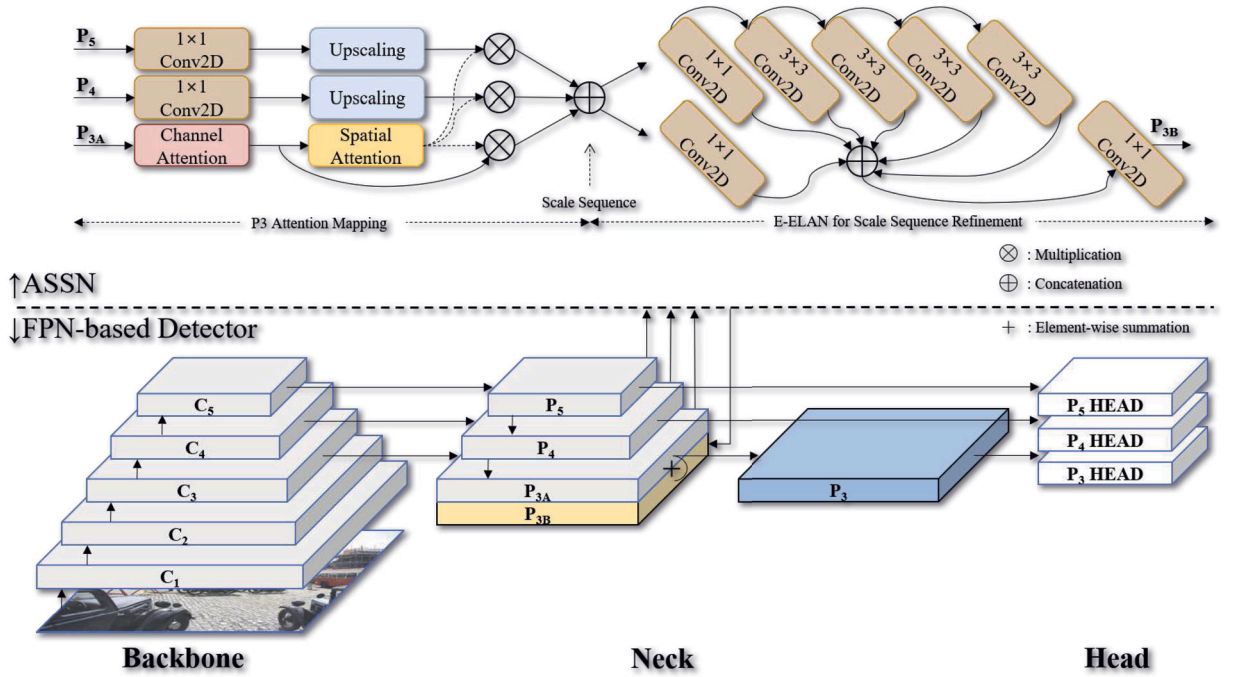 P5
1×1
Conv2D
Upscaling
P4
1×1
Conv2D
Upscaling
P3A
Channel
Attention
Spatial
Attention
1×1
Conv2D
3×3
Conv2D
3×3
Conv2D
3×3
Conv2D
3×3
Conv2D
1×1
Conv2D
1×1
Conv2D
P3B
Scale Sequence
P3 Attention Mapping
E-ELAN for Scale Sequence Refinement
: Multiplication
: Concatenation
↑ASSN
↓FPN-based Detector
+ : Element-wise summation
C5
C4
C3
C2
C1
P5
P4
P3A
P3B
+
P3
P5 HEAD
P4 HEAD
P3 HEAD
Backbone
Neck
Head